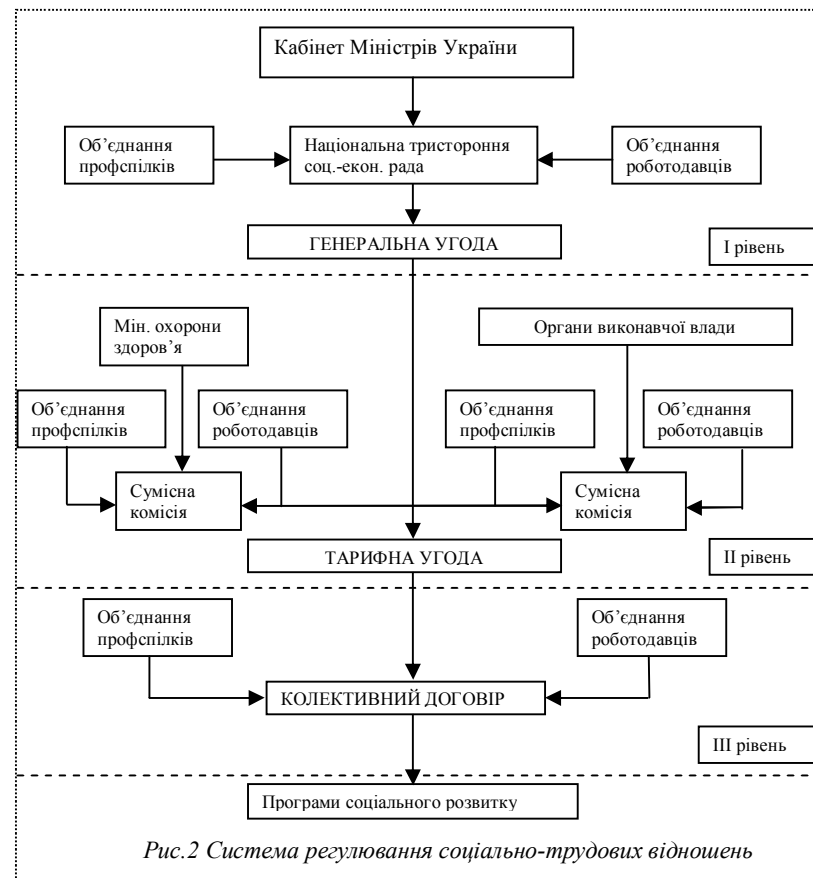 Кабінет Міністрів України
Об’єднання
профспілків
Національна тристороння
соц.-екон. рада
Об’єднання
роботодавців
ГЕНЕРАЛЬНА УГОДА
І рівень
Мін. охорони
здоров’я
Органи виконавчої влади
Об’єднання
профспілків
Об’єднання
роботодавців
Об’єднання
профспілків
Об’єднання
роботодавців
Сумісна
комісія
Сумісна
комісія
ТАРИФНА УГОДА
ІІ рівень
Об’єднання
профспілків
Об’єднання
роботодавців
КОЛЕКТИВНИЙ ДОГОВІР
ІІІ рівень
Програми соціального розвитку
Рис.2 Система регулювання соціально-трудових відношень